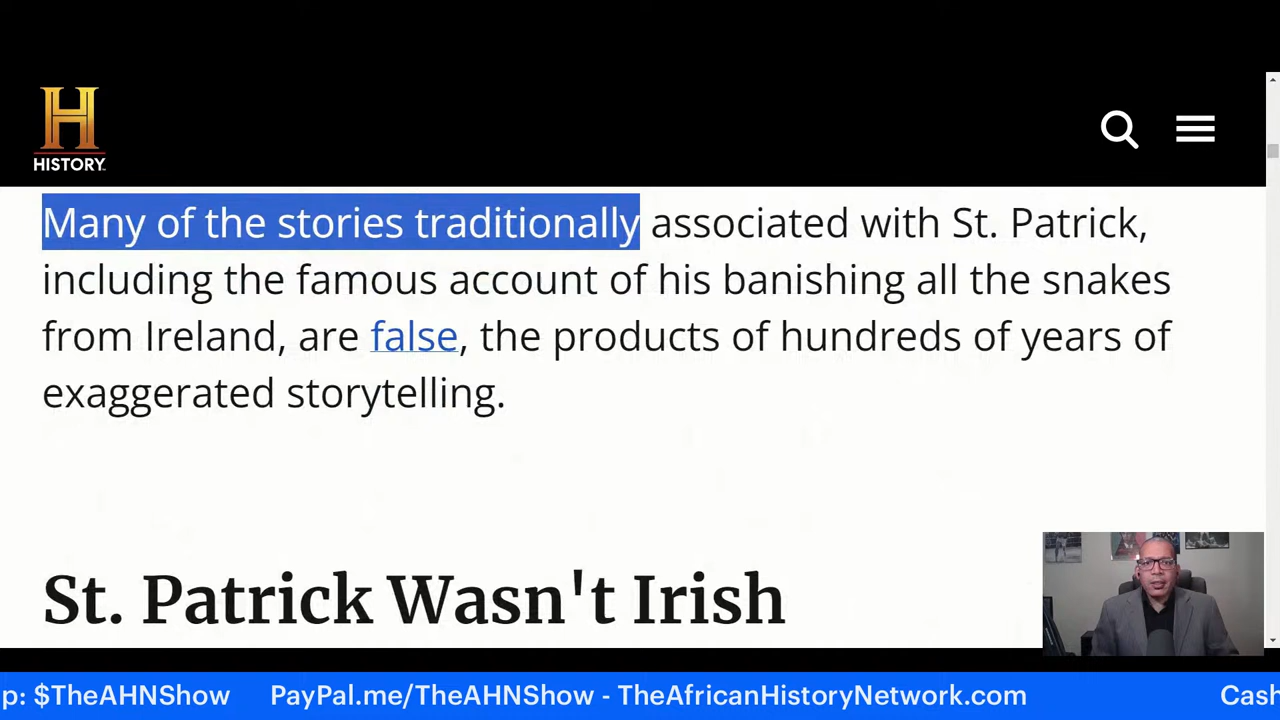 HISTORY
Many of the stories traditionally associated with St. Patrick,
including the famous account of his banishing all the snakes
from Ireland, are false, the products of hundreds of years of
exaggerated storytelling.
St. Patrick Wasn't Irish
p: $TheAHNShow PayPal.me/TheAHNShow - TheAfricanHistoryNetwork.com Cash